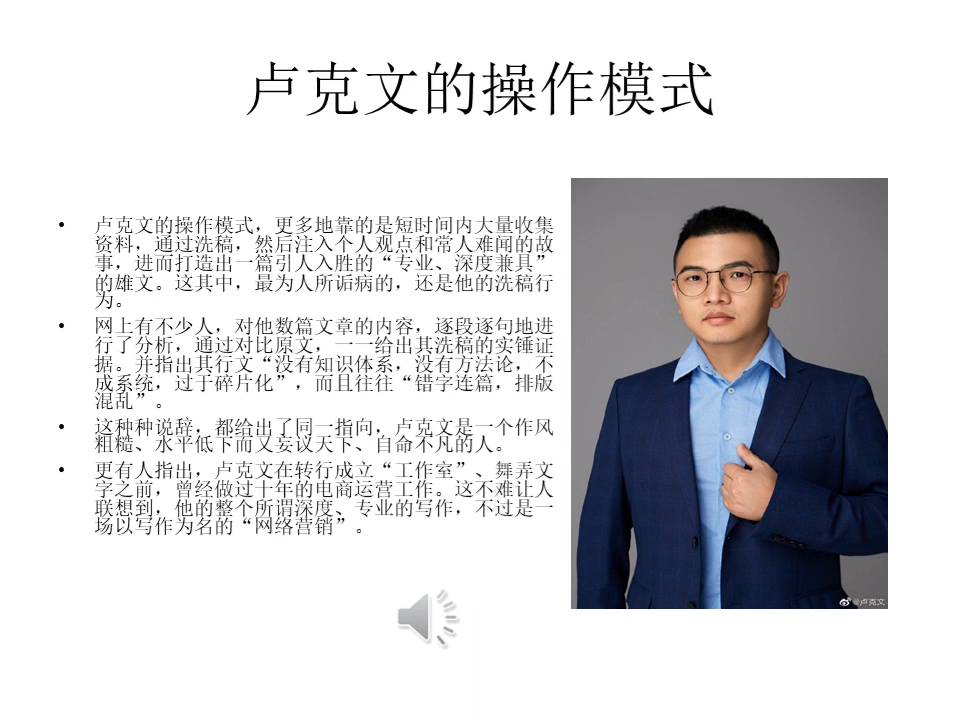 卢克文的操作模式
• 卢克文的操作模式，更多地靠的是短时间内大量收集
资料，通过洗稿，然后注入个人观点和常人难闻的故
事，进而打造出一篇引人入胜的“专业、深度兼具”
的雄文。这其中，最为人所诟病的，还是他的洗稿行
为。
• 网上有不少人，对他数篇文章的内容，逐段逐句地进
行了分析，通过对比原文，一一给出其洗稿的实锤证
据。并指出其行文“没有知识体系，没有方法论，不
成系统，过于碎片化”，而且往往“错字连篇，排版
混乱”。
• 这种种说辞，都给出了同一指向，卢克文是一个作风
粗糙、水平低下而又妄议天下、自命不凡的人。
• 更有人指出，卢克文在转行成立“工作室”、舞弄文
字之前，曾经做过十年的电商运营工作。这不难让人
联想到，他的整个所谓深度、专业的写作，不过是一
场以写作为名的“网络营销”。
@卢克文